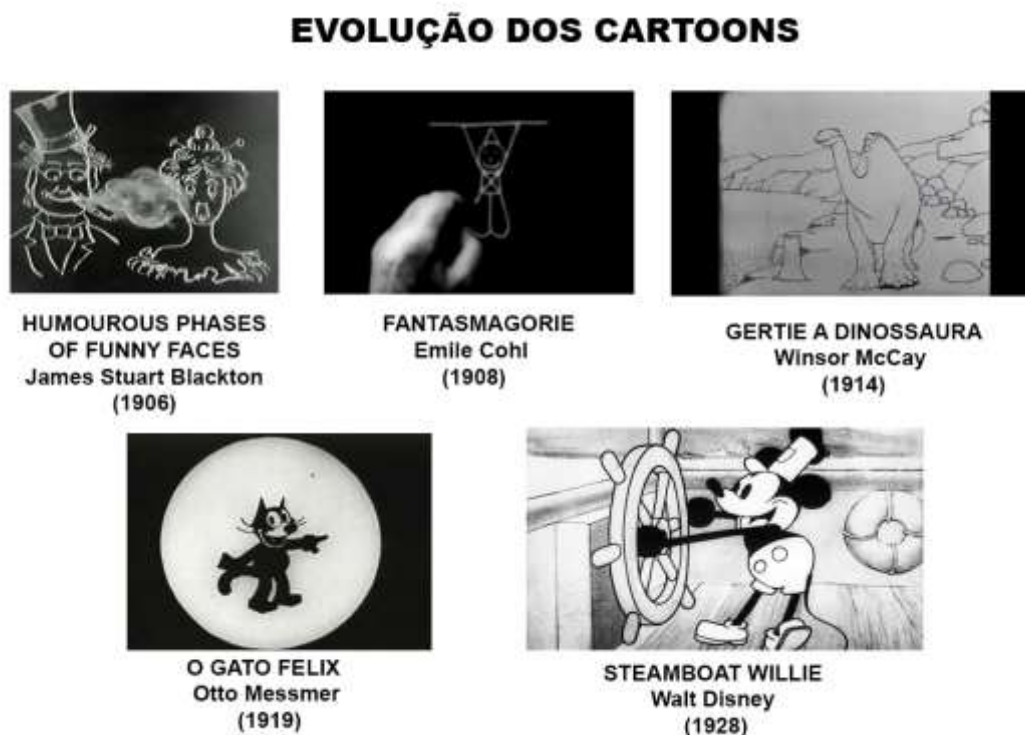 EVOLUÇÃO DOS CARTOONS
HUMOUROUS PHASES
OF FUNNY FACES
James Stuart Blackton
(1906)
FANTASMAGORIE
Emile Cohl
(1908)
GERTIE A DINOSSAURA
Winsor McCay
(1914)
O GATO FELIX
Otto Messmer
(1919)
STEAMBOAT WILLIE
Walt Disney
(1928)